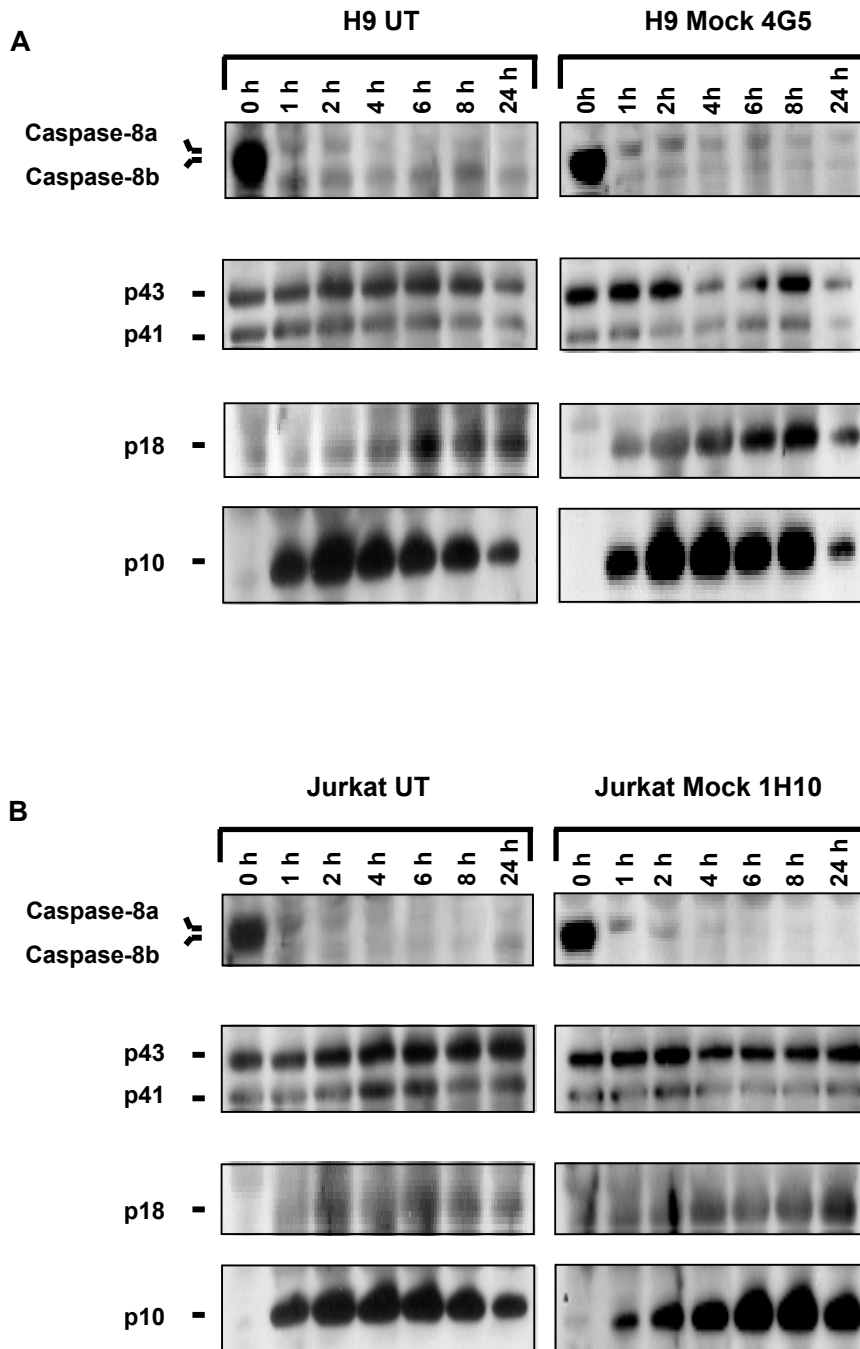 A
H9 UT
H9 Mock 4G5
0 h 1 h 2 h 4 h 6 h 8 h 24 h
0h 1h 2h 4h 6h 8h 24 h
Caspase-8a
Caspase-8b
p43 -
p41 -
p18 -
p10 -
B
Jurkat UT
Jurkat Mock 1H10
0 h 1 h 2 h 4 h 6 h 8 h 24 h
0 h 1 h 2 h 4 h 6 h 8 h 24 h
Caspase-8a
Caspase-8b
p43 -
p41 -
p18 -
p10 -